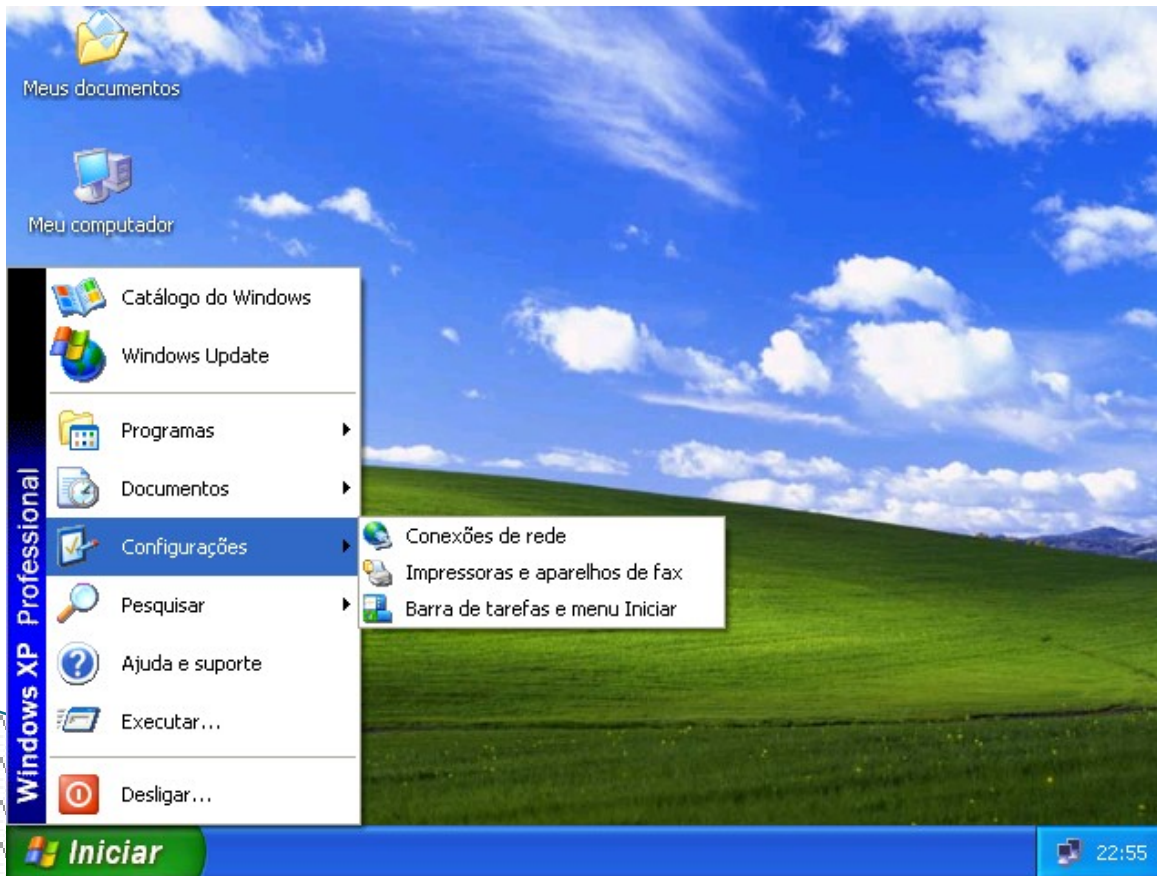 Meus documentos
Meu computador
Catálogo do Windows
Windows Update
Programas
Documentos
Configurações
Pesquisar
Ajuda e suporte
Executar...
Desligar...
Windows XP Professional
Conexões de rede
Impressoras e aparelhos de fax
Barra de tarefas e menu Iniciar
Iniciar
22:55